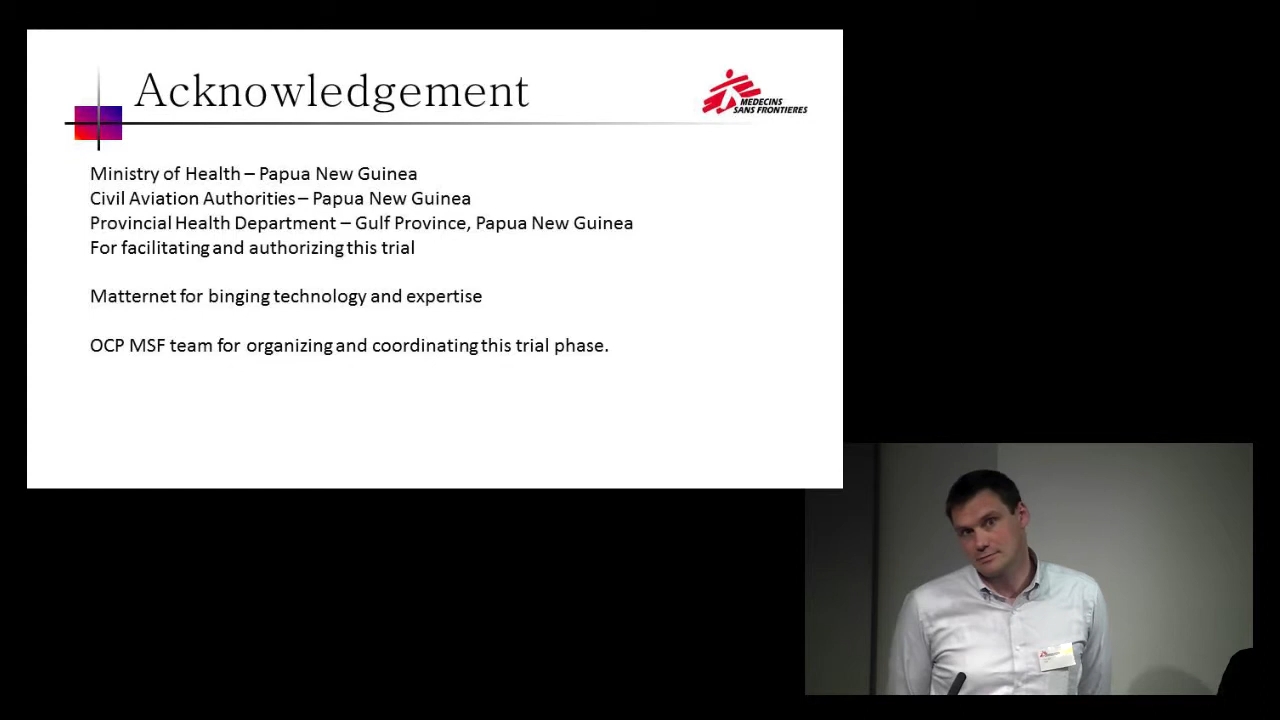 Acknowledgement
MEDECINS
SANS FRONTIERES
Ministry of Health – Papua New Guinea
Civil Aviation Authorities – Papua New Guinea
Provincial Health Department – Gulf Province, Papua New Guinea
For facilitating and authorizing this trial
Matternet for binging technology and expertise
OCP MSF team for organizing and coordinating this trial phase.